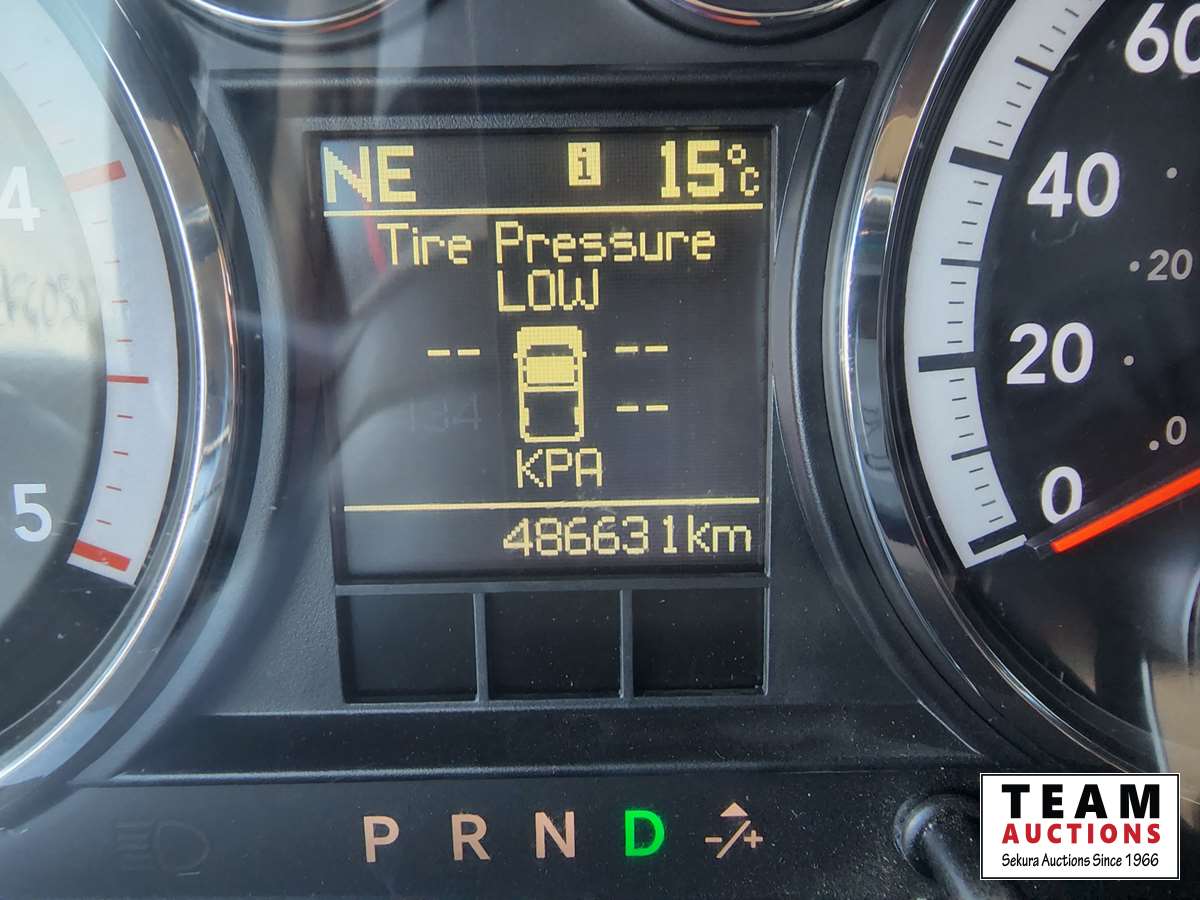 NE i 15°C
Tire Pressure
LOW
-- --
--
KPA
486631km
4
5
60
40
20
0
20
0
P R N D -/+
TEAM
AUCTIONS
Sekura Auctions Since 1966